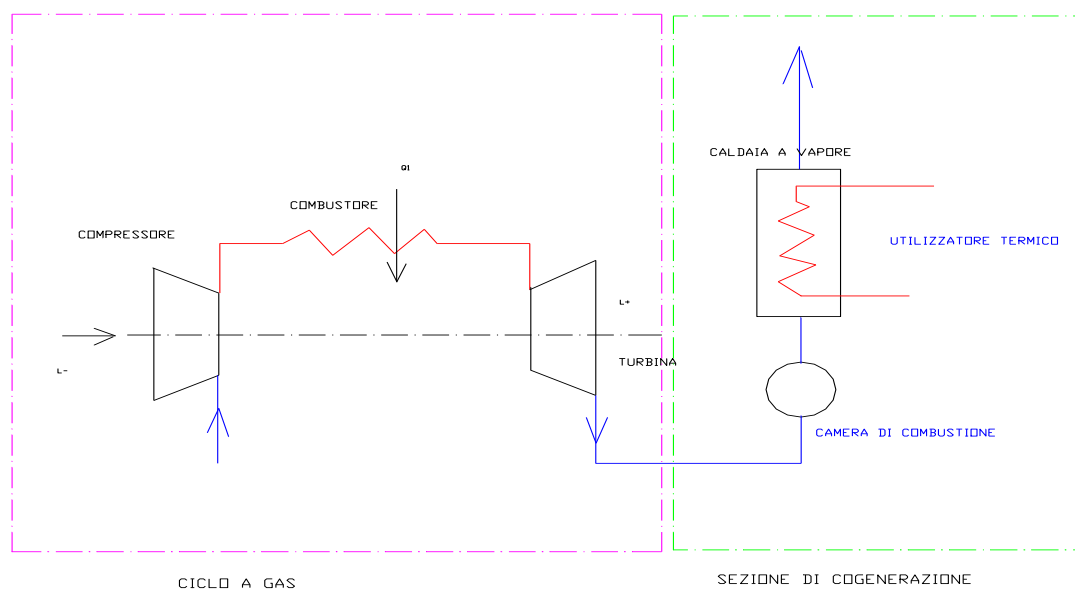 CALDAIA A VAPORE
Q1
COMBUSTORE
COMPRESSORE
UTILIZZATORE TERMICO
L+
TURBINA
L-
CAMERA DI COMBUSTIONE
CICLO A GAS
SEZIONE DI COGENERAZIONE